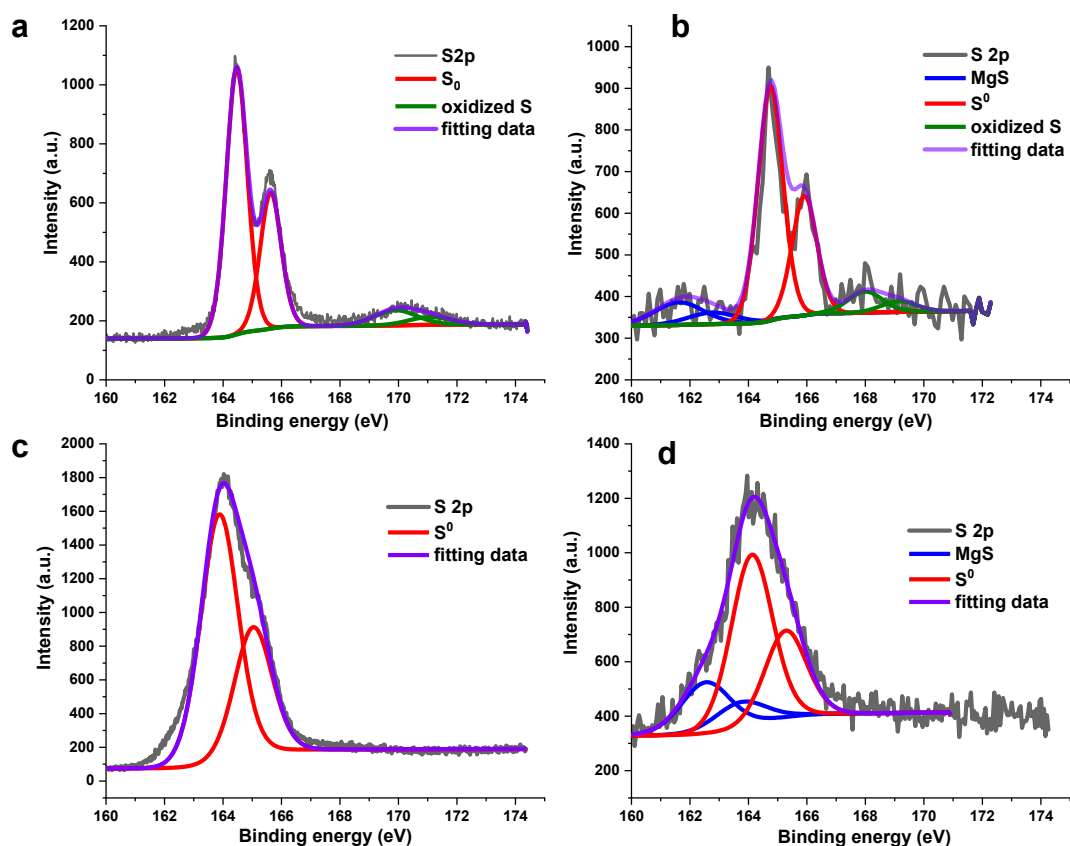 a
1200
1000
800
600
400
200
0
Intensity (a.u.)
S2p
S₀
oxidized S
fitting data
160 162 164 166 168 170 172 174
Binding energy (eV)
b
1000
900
800
700
600
500
400
300
200
Intensity (a.u.)
S 2p
MgS
S⁰
oxidized S
fitting data
160 162 164 166 168 170 172 174
Binding energy (eV)
c
2000
1800
1600
1400
1200
1000
800
600
400
200
0
Intensity (a.u.)
S 2p
S⁰
fitting data
160 162 164 166 168 170 172 174
Binding energy (eV)
d
1400
1200
1000
800
600
400
200
Intensity (a.u.)
S 2p
MgS
S⁰
fitting data
160 162 164 166 168 170 172 174
Binding energy (eV)